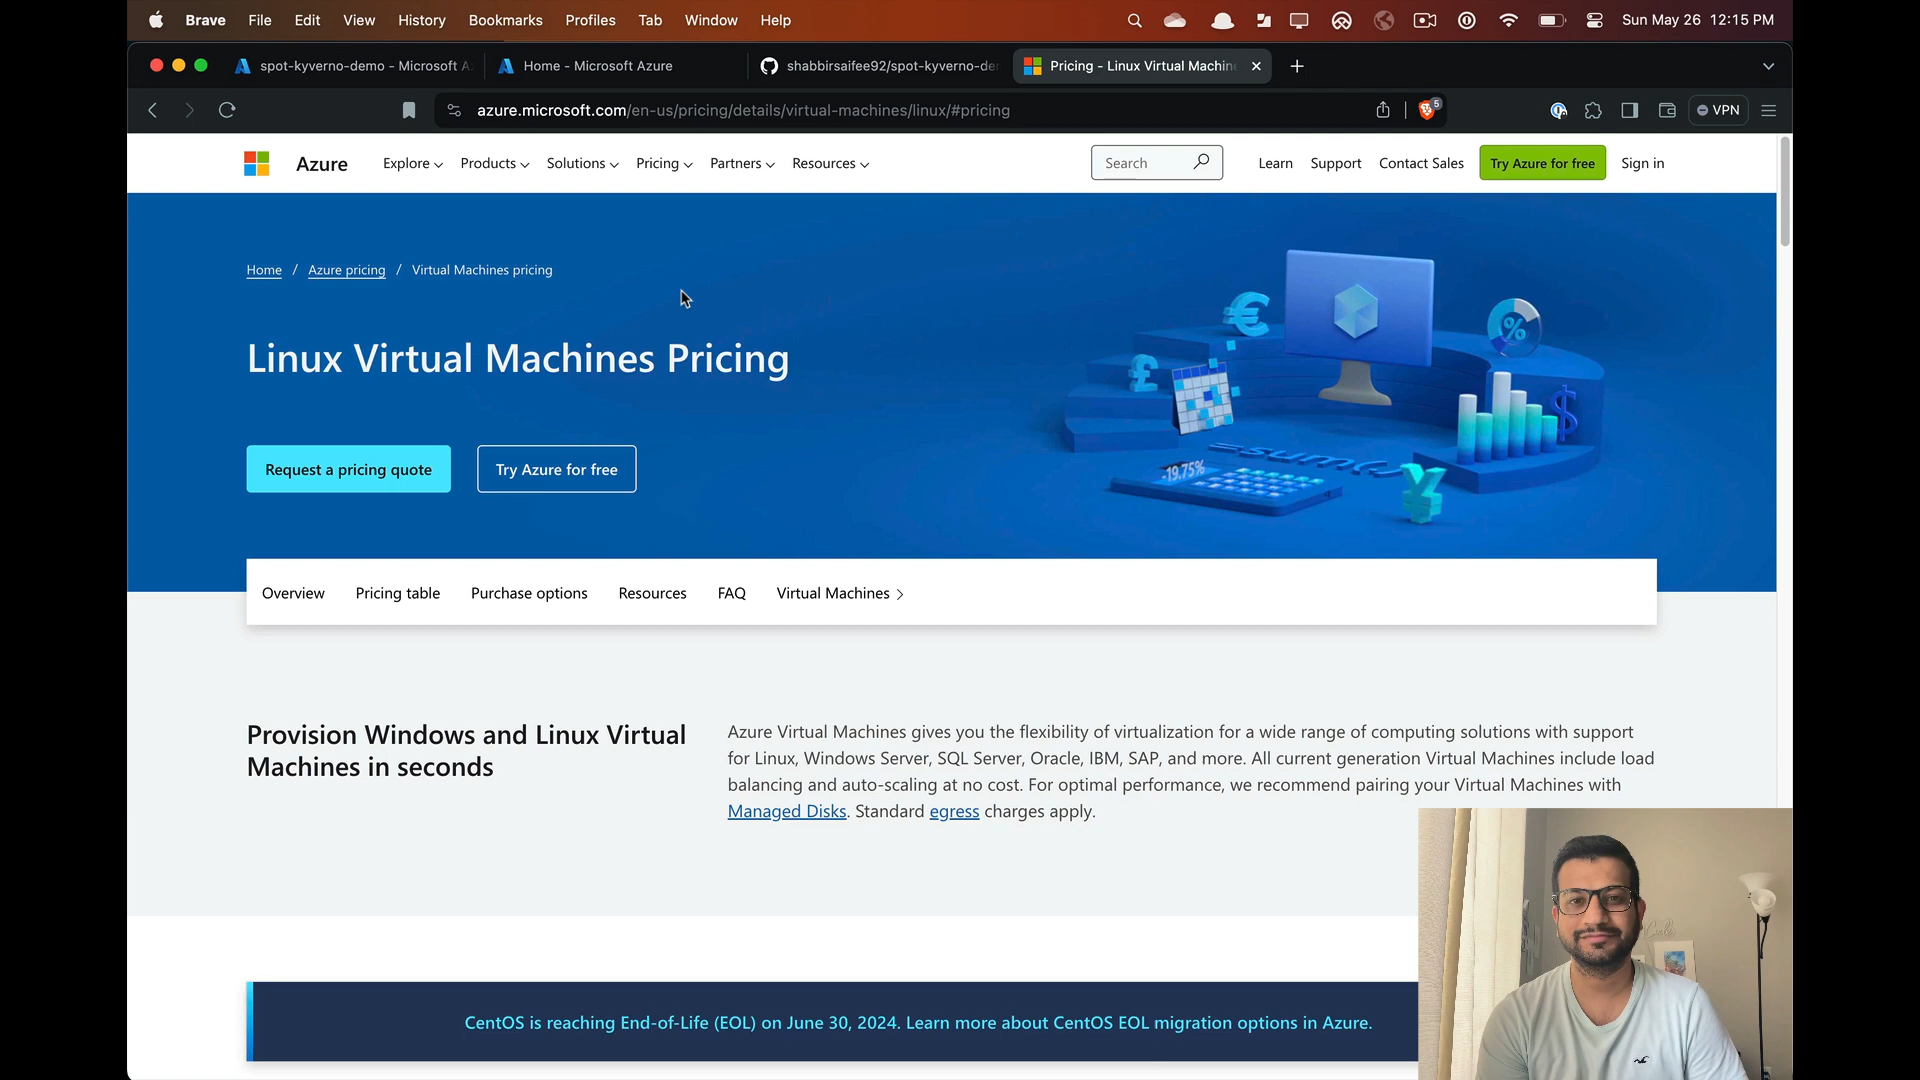 Brave File Edit View History Bookmarks Profiles Tab Window Help Sun May 26 12:15 PM
spot-kyverno-demo - Microsoft A Home - Microsoft Azure shabbirsaifee92/spot-kyverno-de Pricing - Linux Virtual Machin
azure.microsoft.com/en-us/pricing/details/virtual-machines/linux/#pricing 5 VPN
Azure Explore Products Solutions Pricing Partners Resources Search Learn Support Contact Sales Try Azure for free Sign in
Home / Azure pricing / Virtual Machines pricing
Linux Virtual Machines Pricing
Request a pricing quote Try Azure for free
€
£
%
$
=sum(
-19.75%
¥
Overview Pricing table Purchase options Resources FAQ Virtual Machines
Provision Windows and Linux Virtual
Machines in seconds
Azure Virtual Machines gives you the flexibility of virtualization for a wide range of computing solutions with support
for Linux, Windows Server, SQL Server, Oracle, IBM, SAP, and more. All current generation Virtual Machines include load
balancing and auto-scaling at no cost. For optimal performance, we recommend pairing your Virtual Machines with
Managed Disks. Standard egress charges apply.
CentOS is reaching End-of-Life (EOL) on June 30, 2024. Learn more about CentOS EOL migration options in Azure.